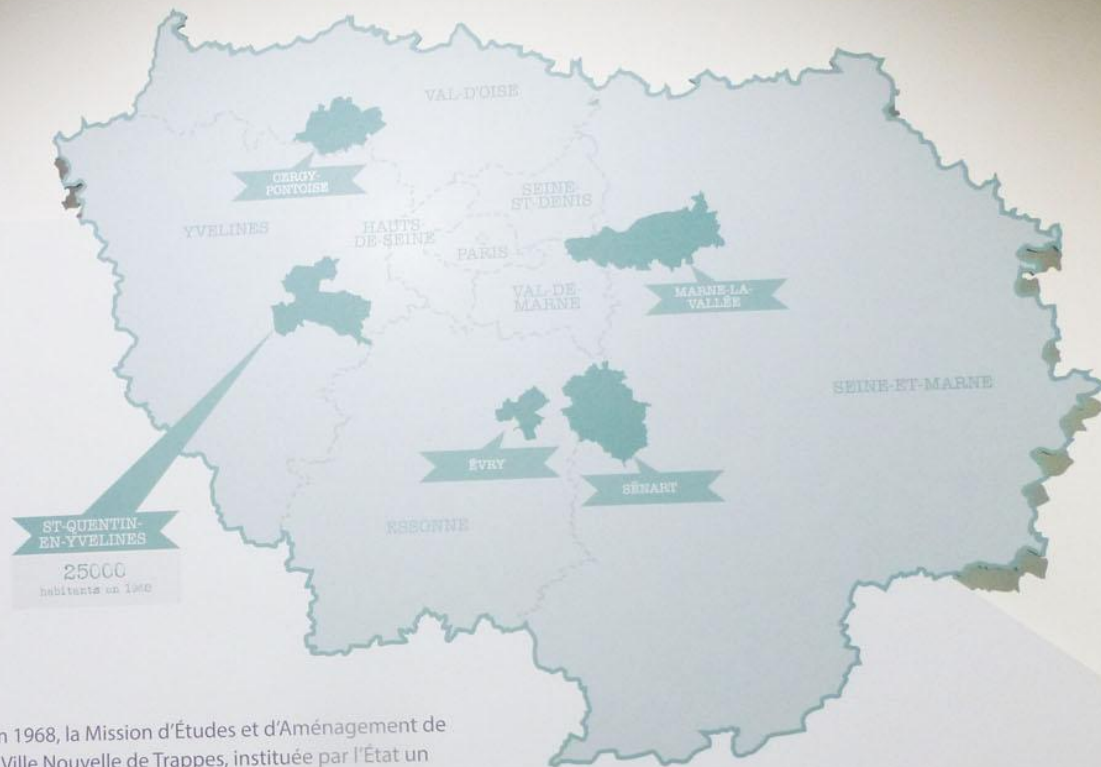 VAL-D'OISE
CERGY-
PONTOISE
SEINE-
ST-DENIS
YVELINES
HAUTS-
DE-SEINE
PARIS
VAL-DE-
MARNE
MARNE-LA-
VALLÉE
SEINE-ET-MARNE
ÉVRY
SÉNART
ST-QUENTIN-
EN-YVELINES
ESSONNE
25000
habitants en 1968
n 1968, la Mission d'Études et d'Aménagement de
Ville Nouvelle de Trappes, instituée par l'État un